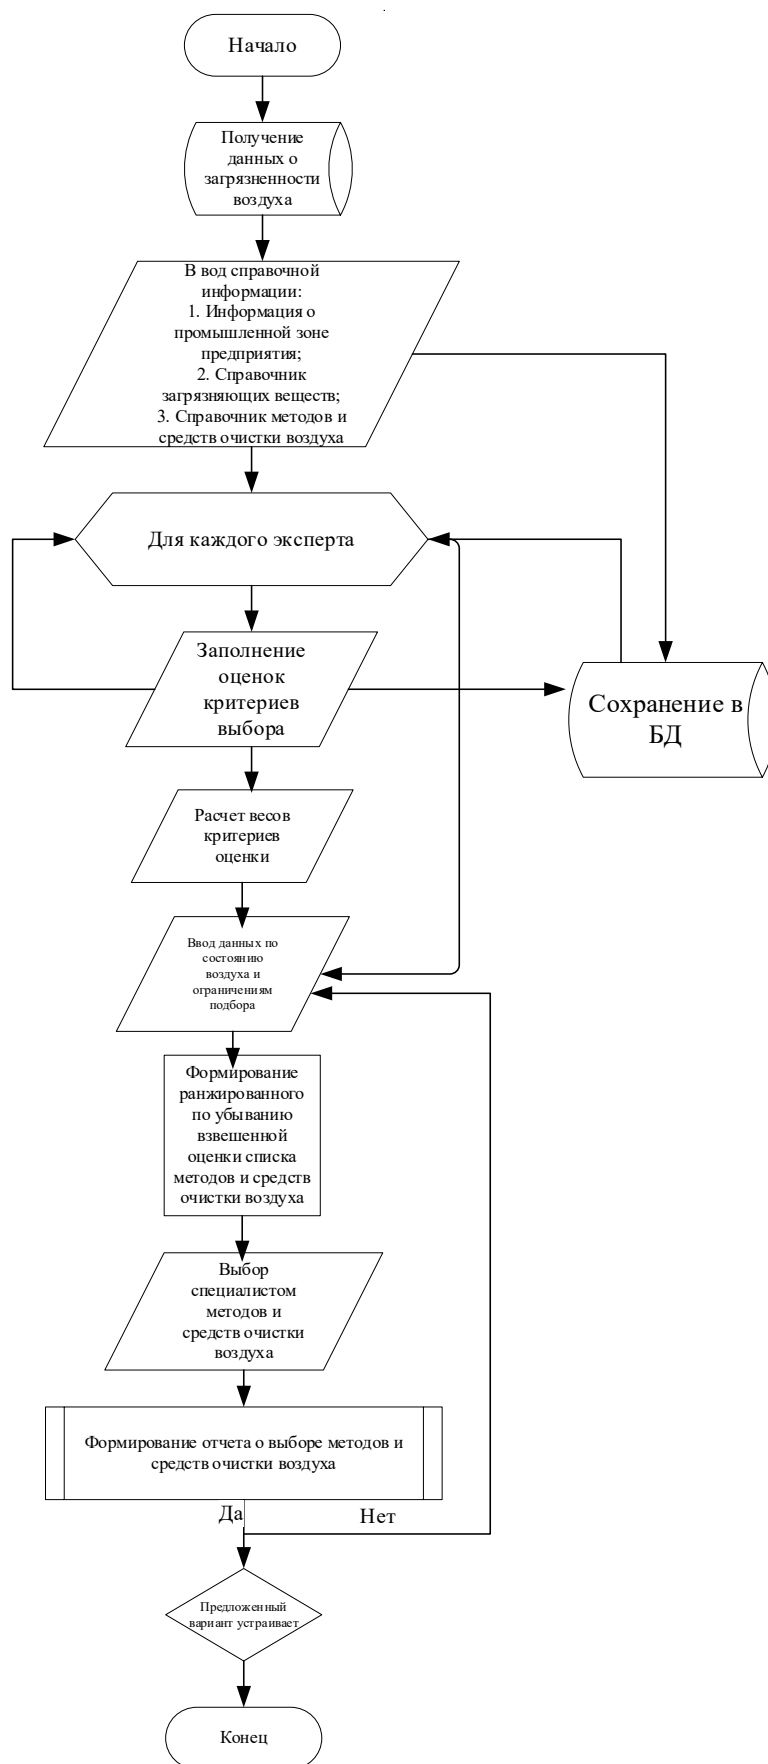 Начало
Получение
данных о
загрязненности
воздуха
В вод справочной
информации:
1. Информация о
промышленной зоне
предприятия;
2. Справочник
загрязняющих веществ;
3. Справочник методов и
средств очистки воздуха
Для каждого эксперта
Заполнение
оценок
критериев
выбора
Сохранение в
БД
Расчет весов
критериев
оценки
Ввод данных по
состоянию
воздуха и
ограничениям
подбора
Формирование
ранжированного
по убыванию
взвешенной
оценки списка
методов и средств
очистки воздуха
Выбор
специалистом
методов и
средств очистки
воздуха
Формирование отчета о выборе методов и
средств очистки воздуха
Да
Нет
Предложенный
вариант устраивает
Конец